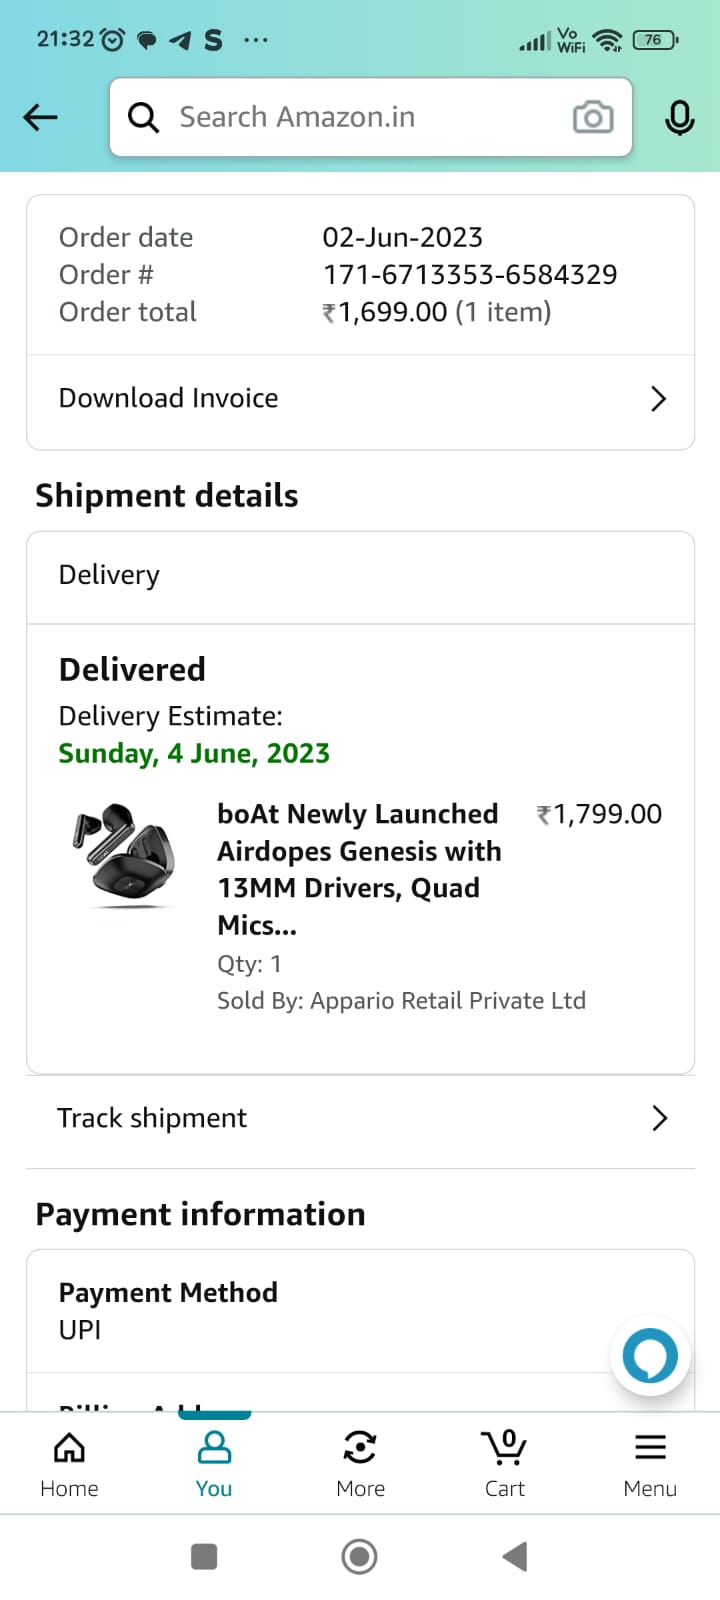 21:32 S ...
Vo WiFi 76
Search Amazon.in
Order date 02-Jun-2023
Order # 171-6713353-6584329
Order total ₹1,699.00 (1 item)
Download Invoice
Shipment details
Delivery
Delivered
Delivery Estimate:
Sunday, 4 June, 2023
boAt Newly Launched ₹1,799.00
Airdopes Genesis with
13MM Drivers, Quad
Mics...
Qty: 1
Sold By: Appario Retail Private Ltd
Track shipment
Payment information
Payment Method
UPI
0
Home You More Cart Menu